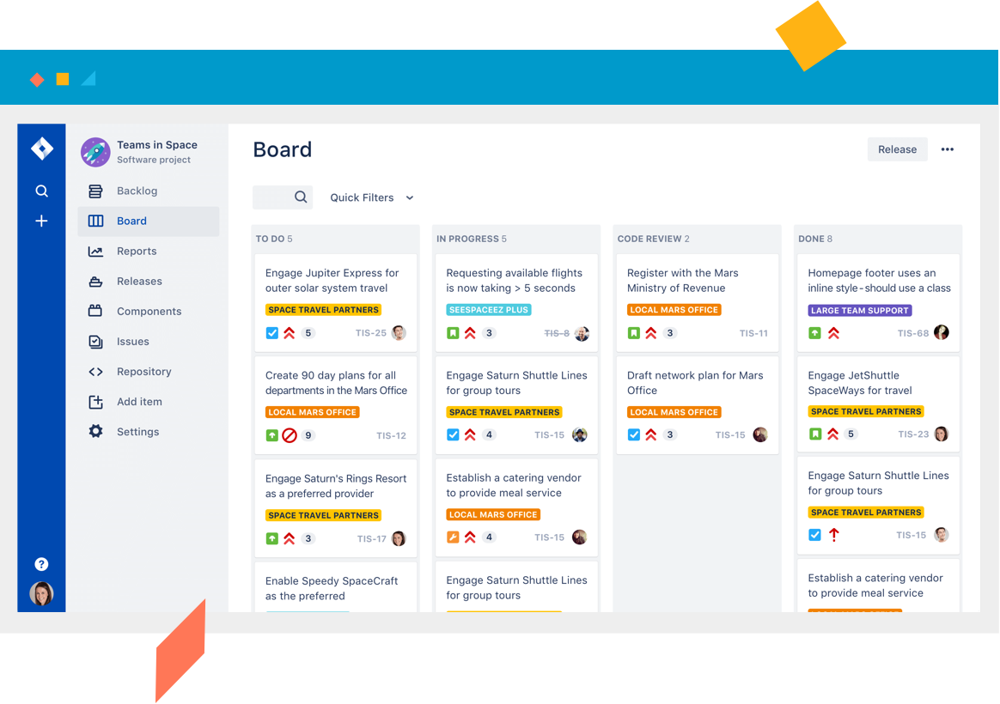 Teams in Space
Software project
Backlog
Board
Reports
Releases
Components
Issues
Repository
Add item
Settings
?
Board
Release
Quick Filters
TO DO 5
Engage Jupiter Express for
outer solar system travel
SPACE TRAVEL PARTNERS
5 TIS-25
Create 90 day plans for all
departments in the Mars Office
LOCAL MARS OFFICE
9 TIS-12
Engage Saturn's Rings Resort
as a preferred provider
SPACE TRAVEL PARTNERS
3 TIS-17
Enable Speedy SpaceCraft
as the preferred
IN PROGRESS 5
Requesting available flights
is now taking > 5 seconds
SEESPACEEZ PLUS
3 TIS-8
Engage Saturn Shuttle Lines
for group tours
SPACE TRAVEL PARTNERS
4 TIS-15
Establish a catering vendor
to provide meal service
LOCAL MARS OFFICE
4 TIS-15
Engage Saturn Shuttle Lines
for group tours
CODE REVIEW 2
Register with the Mars
Ministry of Revenue
LOCAL MARS OFFICE
3 TIS-11
Draft network plan for Mars
Office
LOCAL MARS OFFICE
3 TIS-15
DONE 8
Homepage footer uses an
inline style-should use a class
LARGE TEAM SUPPORT
TIS-68
Engage JetShuttle
SpaceWays for travel
SPACE TRAVEL PARTNERS
5 TIS-23
Engage Saturn Shuttle Lines
for group tours
SPACE TRAVEL PARTNERS
TIS-15
Establish a catering vendor
to provide meal service